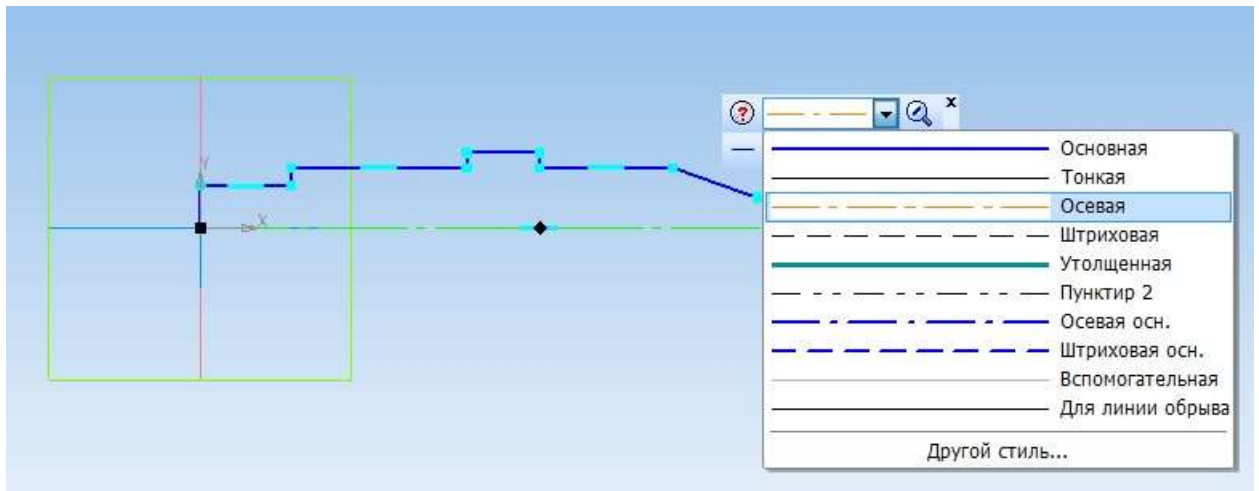 Y
X
x
Основная
Тонкая
Осевая
Штриховая
Утолщенная
Пунктир 2
Осевая осн.
Штриховая осн.
Вспомогательная
Для линии обрыва
Другой стиль...